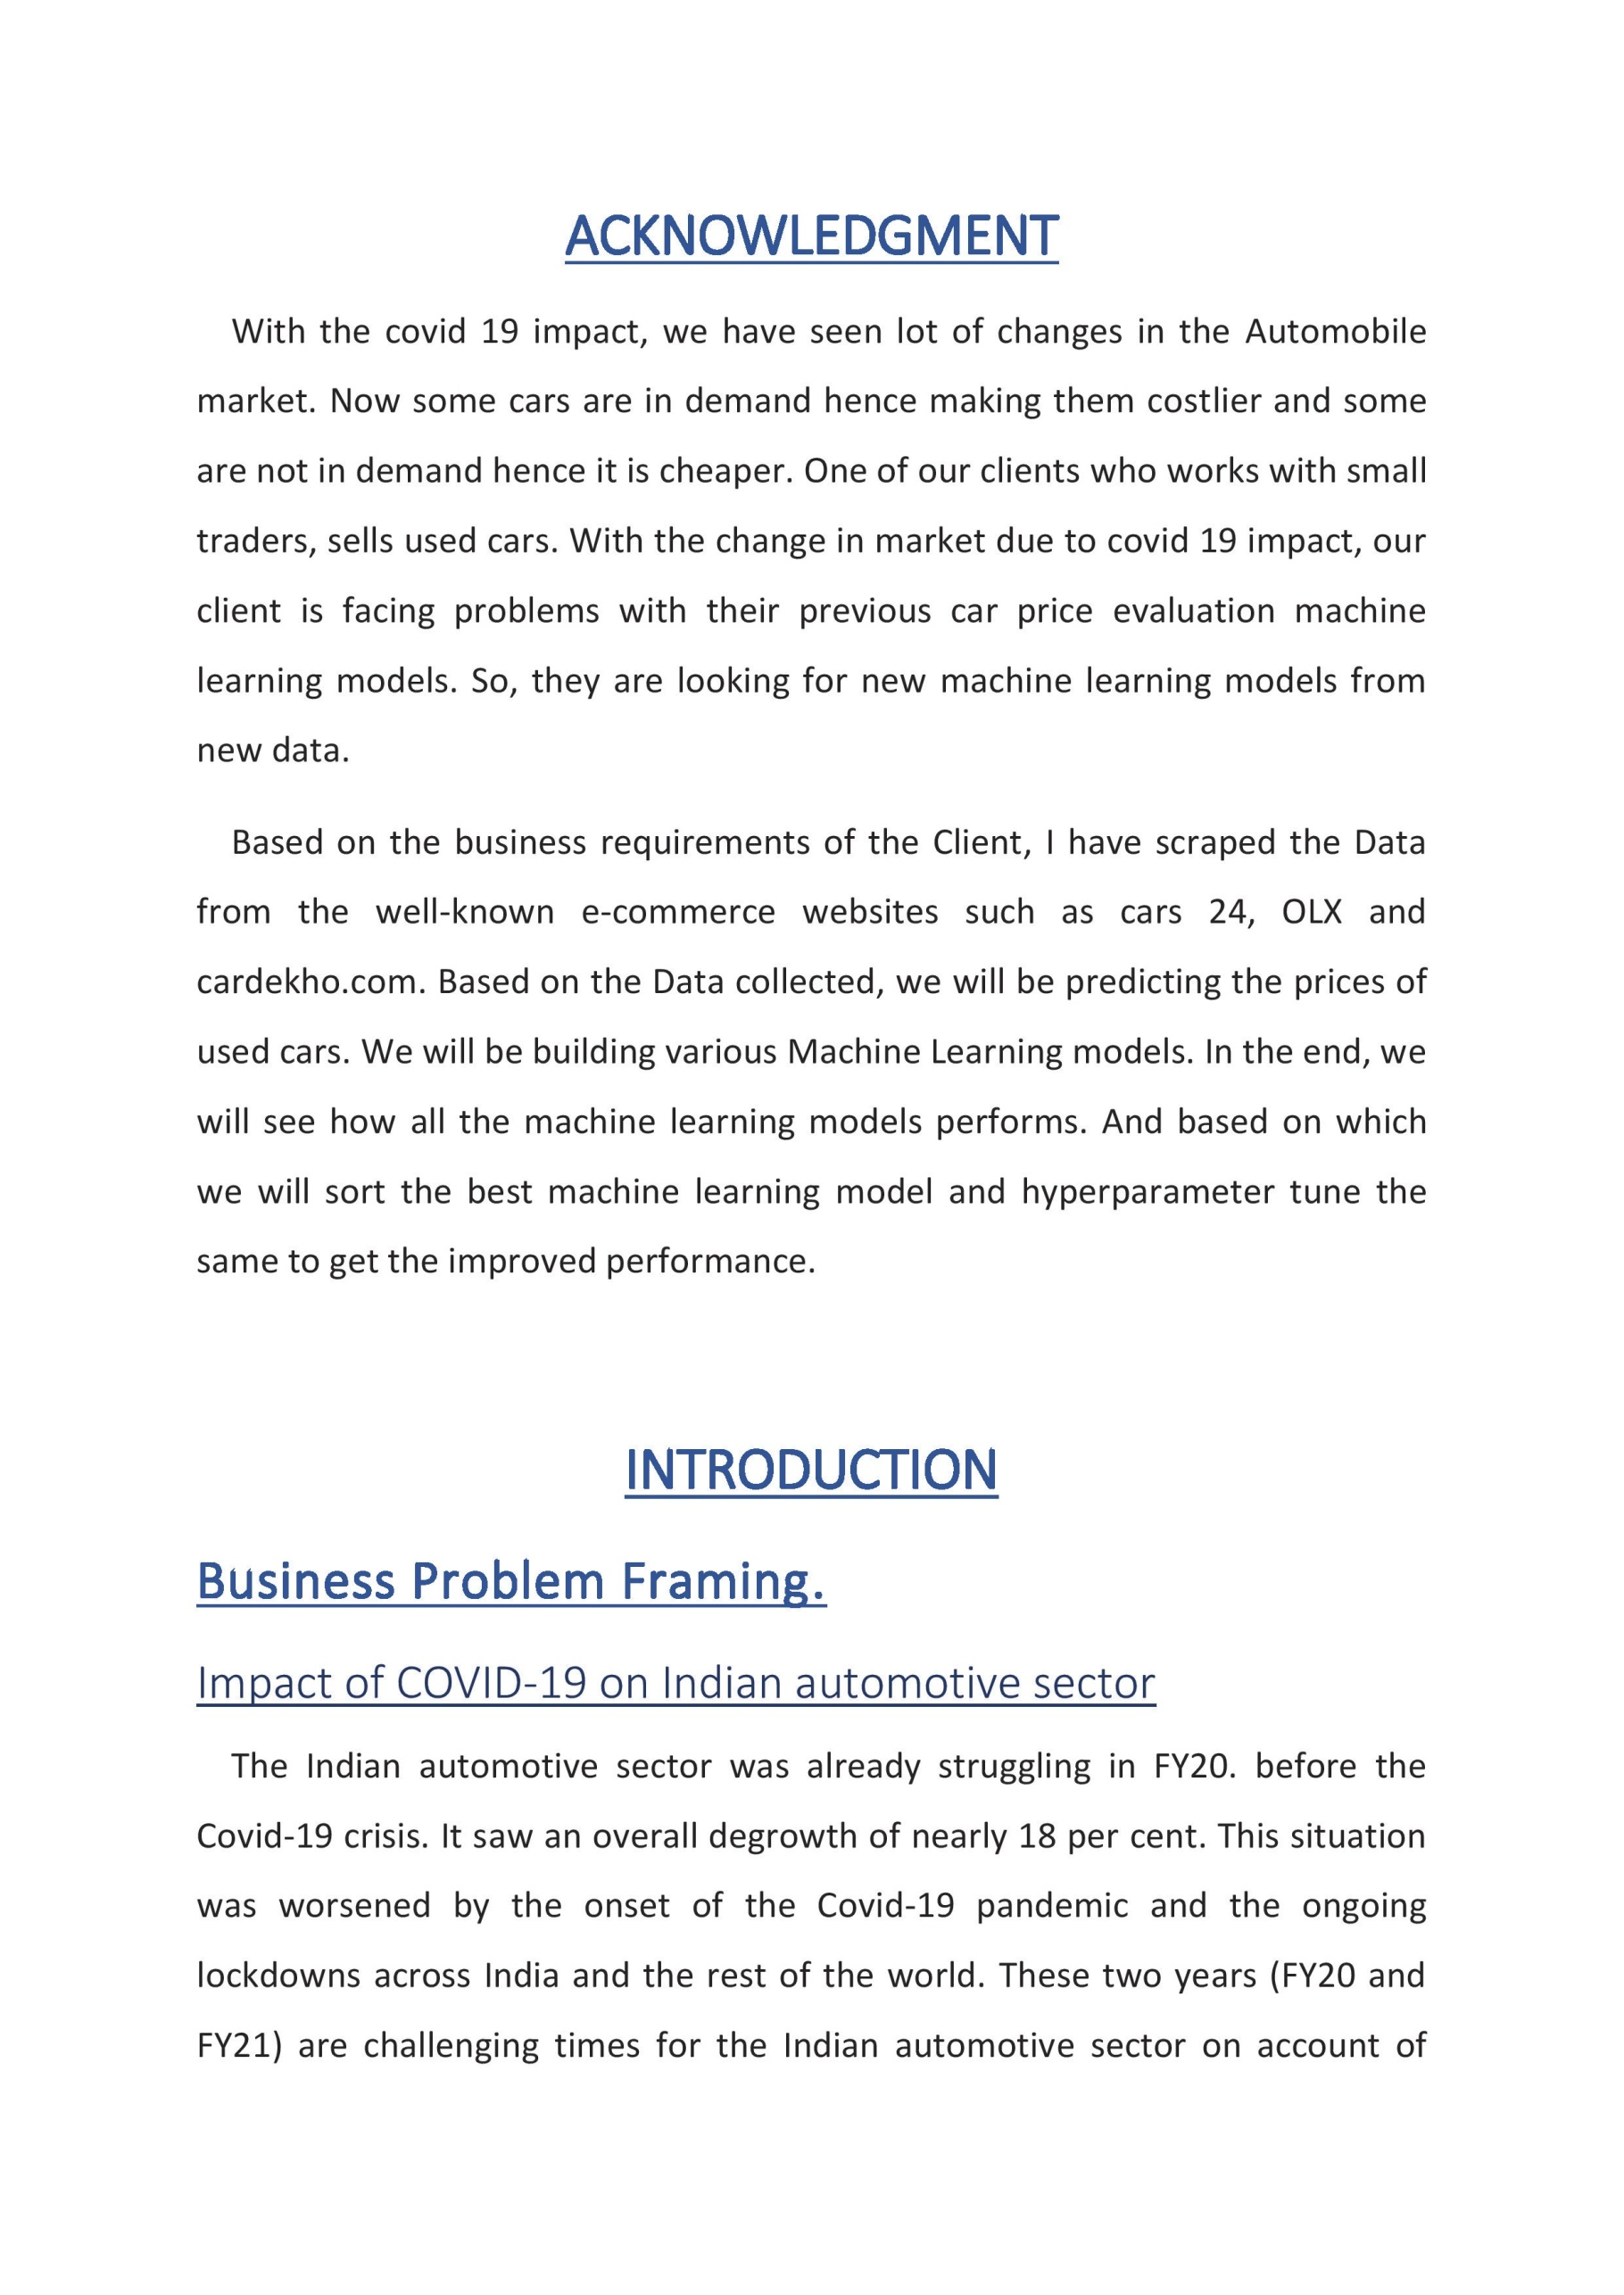 ACKNOWLEDGMENT
With the covid 19 impact, we have seen lot of changes in the Automobile
market. Now some cars are in demand hence making them costlier and some
are not in demand hence it is cheaper. One of our clients who works with small
traders, sells used cars. With the change in market due to covid 19 impact, our
client is facing problems with their previous car price evaluation machine
learning models. So, they are looking for new machine learning models from
new data.
Based on the business requirements of the Client, I have scraped the Data
from the well-known e-commerce websites such as cars 24, OLX and
cardekho.com. Based on the Data collected, we will be predicting the prices of
used cars. We will be building various Machine Learning models. In the end, we
will see how all the machine learning models performs. And based on which
we will sort the best machine learning model and hyperparameter tune the
same to get the improved performance.
INTRODUCTION
Business Problem Framing.
Impact of COVID-19 on Indian automotive sector
The Indian automotive sector was already struggling in FY20. before the
Covid-19 crisis. It saw an overall degrowth of nearly 18 per cent. This situation
was worsened by the onset of the Covid-19 pandemic and the ongoing
lockdowns across India and the rest of the world. These two years (FY20 and
FY21) are challenging times for the Indian automotive sector on account of